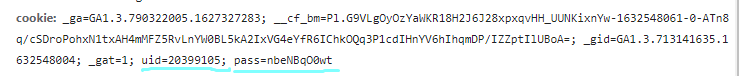 cookie: _ga=GA1.3.790322005.1627327283; __cf_bm=Pl.G9VLgOyOzYaWKR18H2J6J28xpxqvHH_UUNKixnYw-1632548061-0-ATn8
q/cSDroPohxN1txAH4mMFZ5RvLnYW0BL5kA2IxVG4eYfR6IChkOQq3P1cdIHnYV6hIhqmDP/IZZptIlUBoA=; _gid=GA1.3.713141635.1
632548004; _gat=1; uid=20399105; pass=nbeNBqO0wt